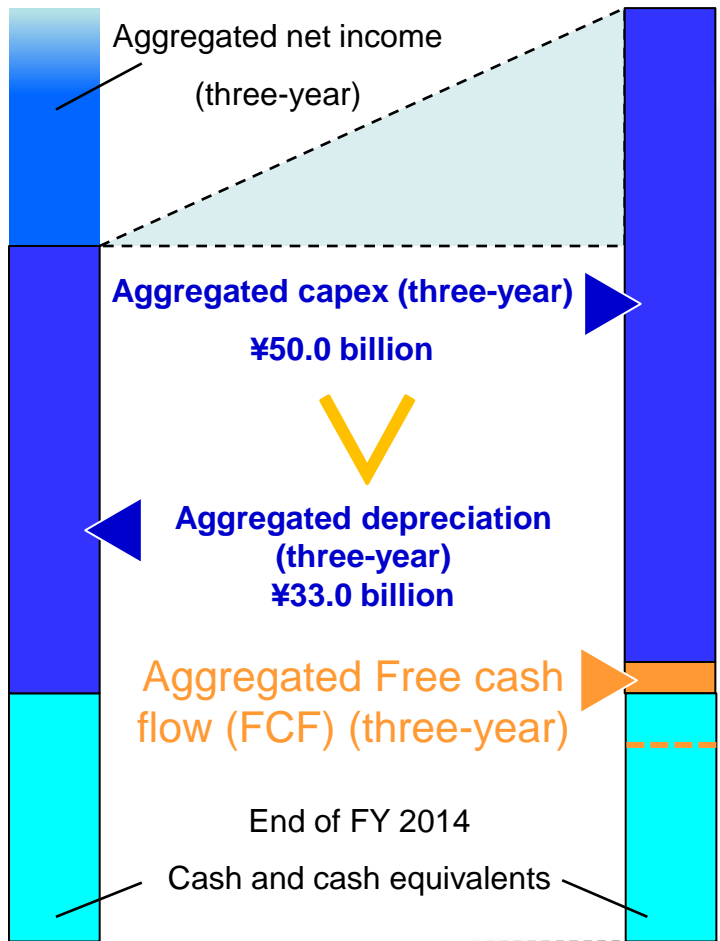 Aggregated net income
(three-year)
Aggregated capex (three-year)
¥50.0 billion
Aggregated depreciation
(three-year)
¥33.0 billion
Aggregated Free cash
flow (FCF) (three-year)
End of FY 2014
Cash and cash equivalents